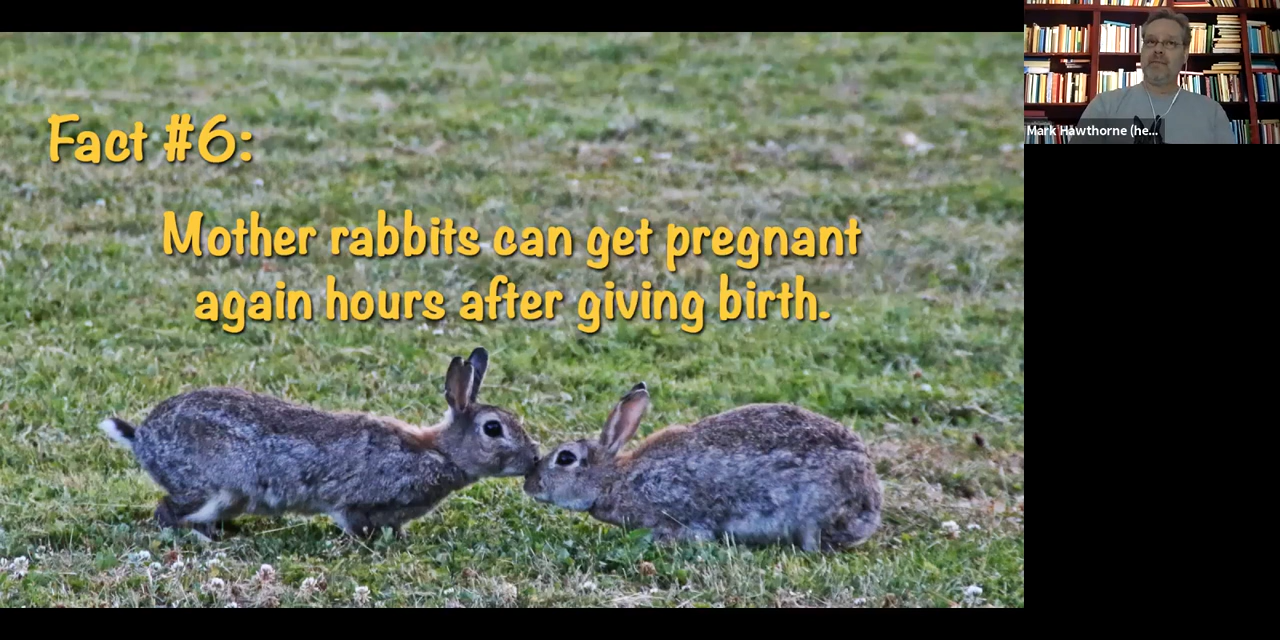 Fact #6:
Mother rabbits can get pregnant
again hours after giving birth.
Mark Hawthorne (he...